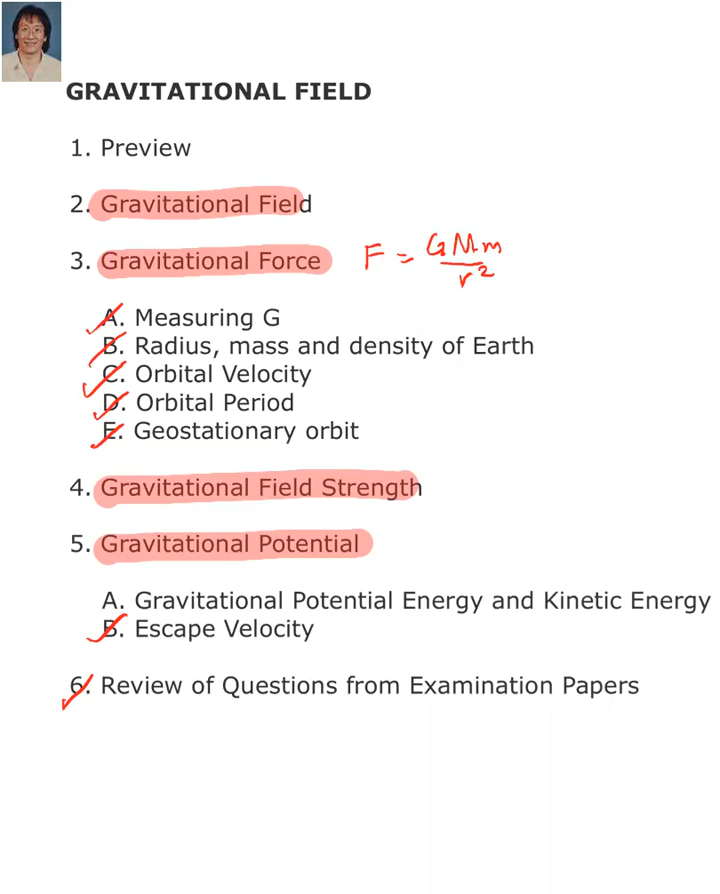 GRAVITATIONAL FIELD
1. Preview
2. Gravitational Field
3. Gravitational Force F = GMm/r²
A. Measuring G
B. Radius, mass and density of Earth
C. Orbital Velocity
D. Orbital Period
E. Geostationary orbit
4. Gravitational Field Strength
5. Gravitational Potential
A. Gravitational Potential Energy and Kinetic Energy
B. Escape Velocity
6. Review of Questions from Examination Papers